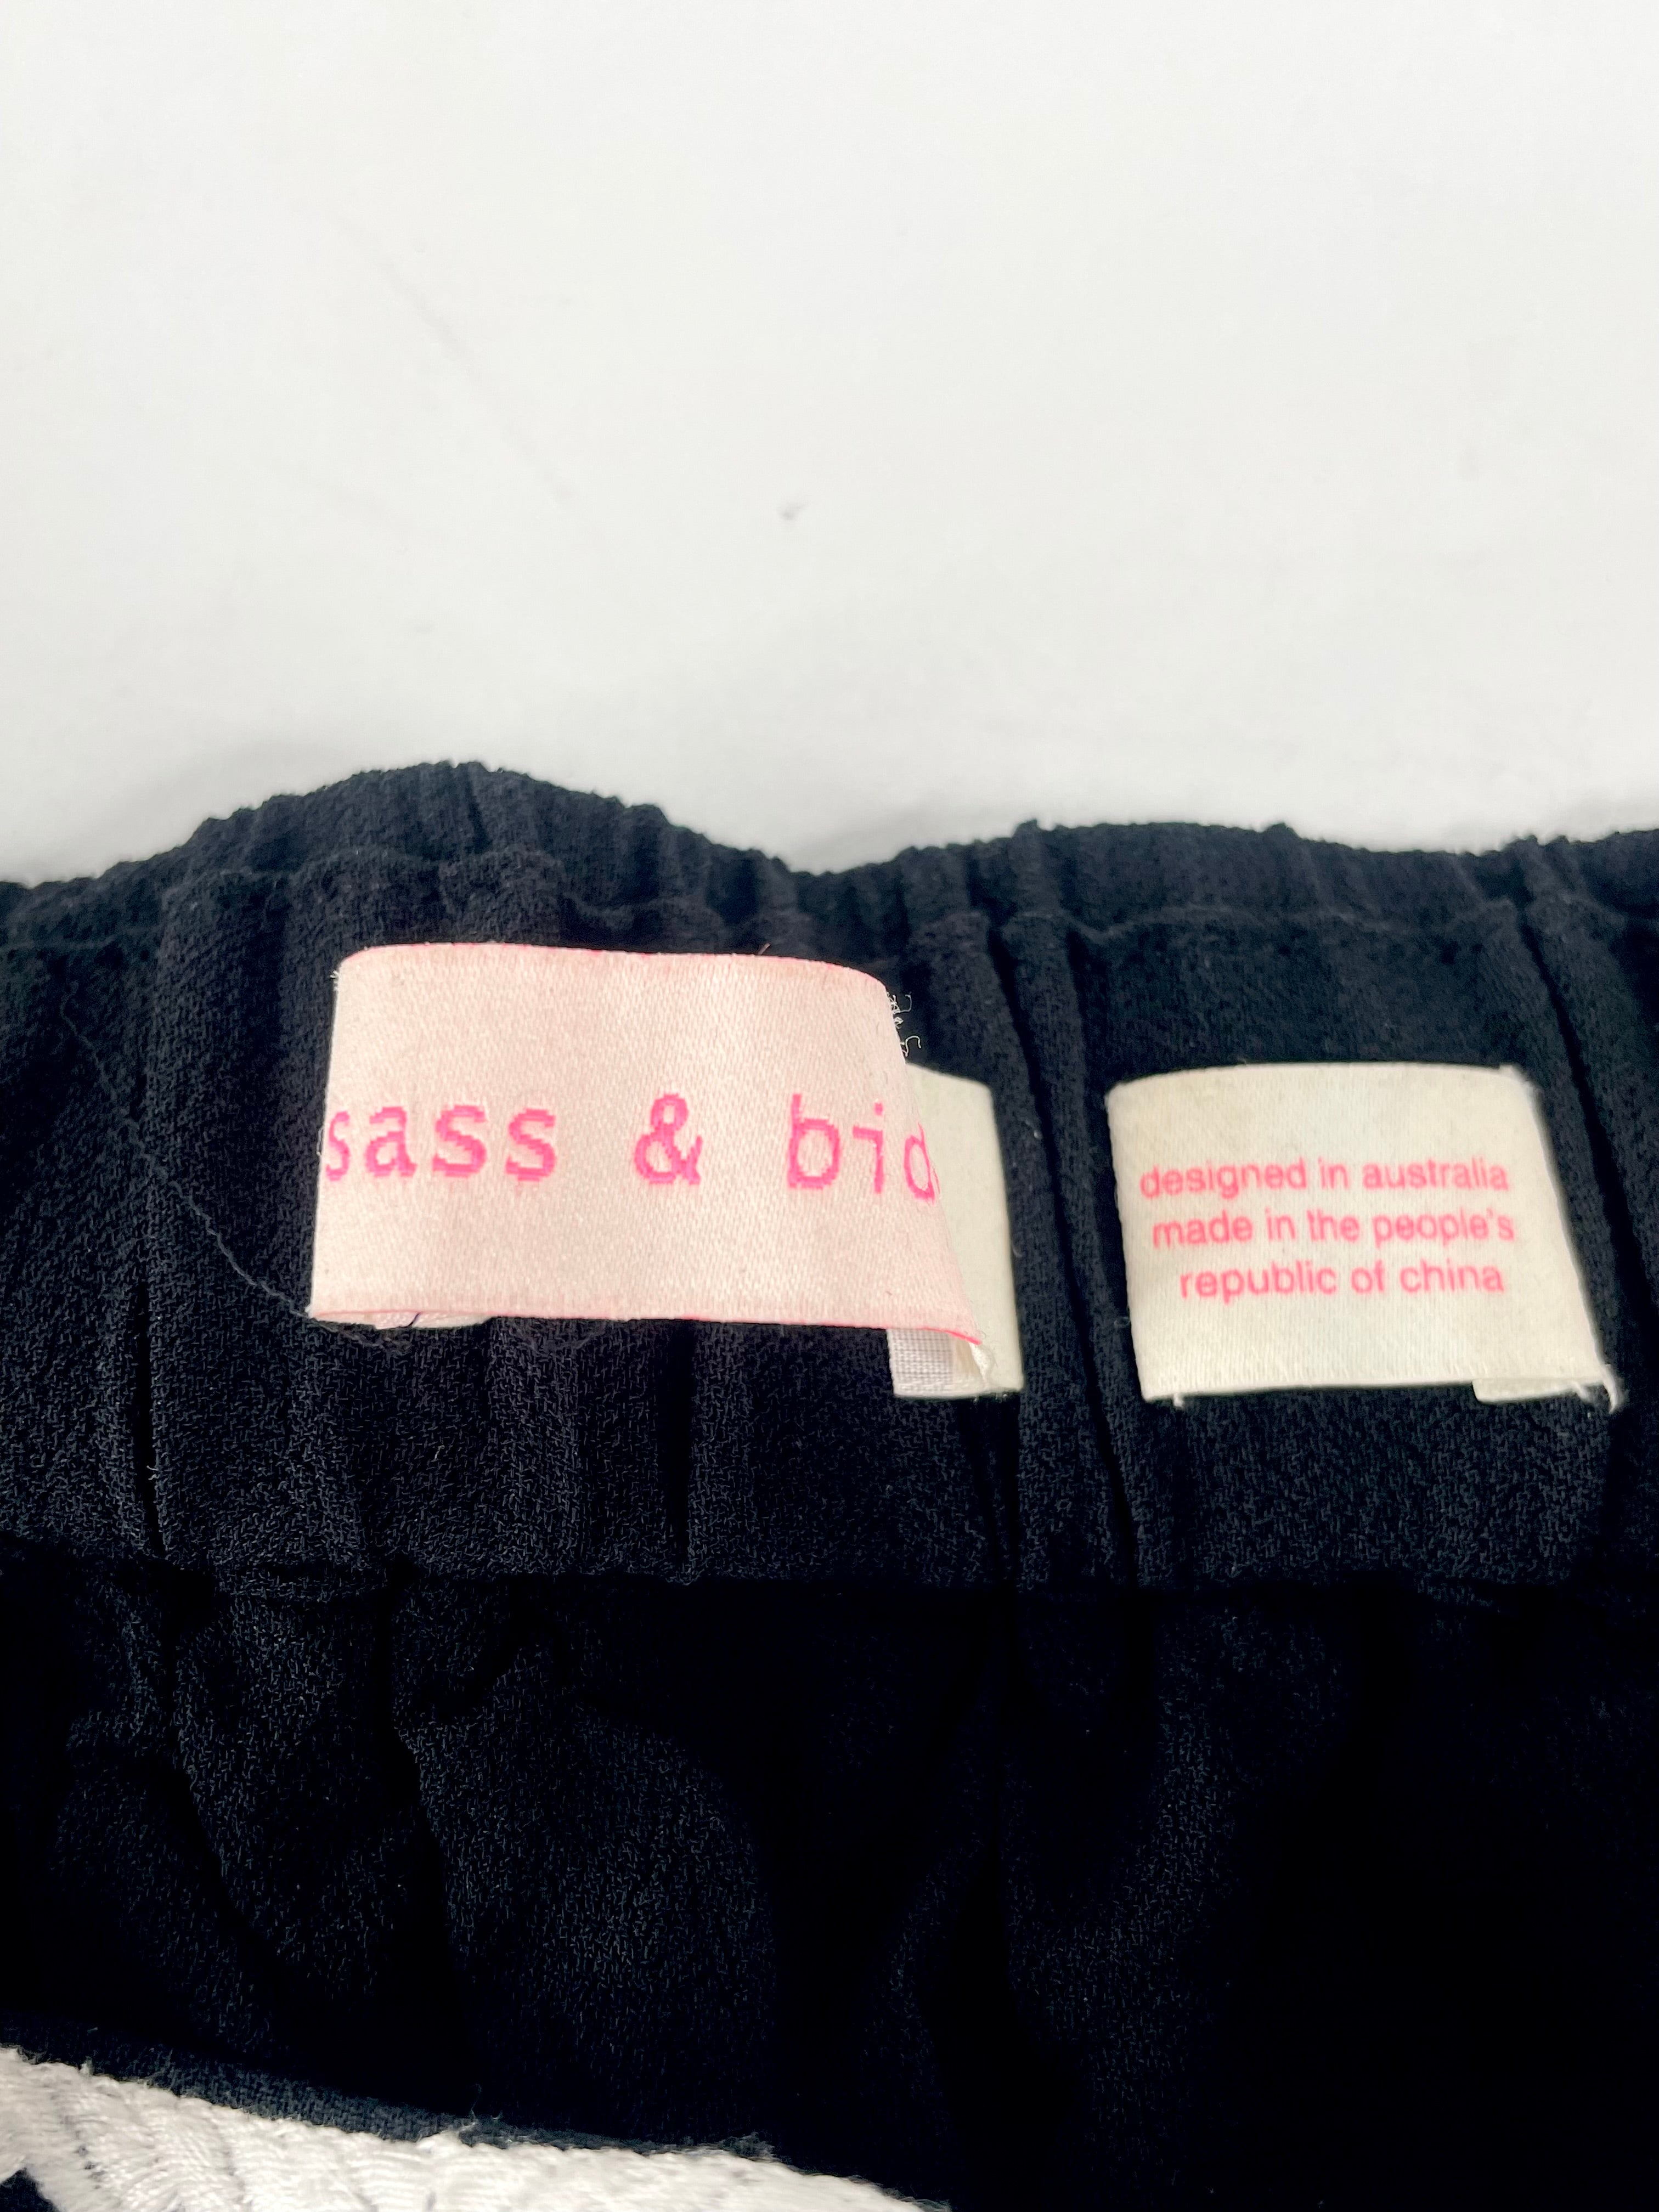 sass & bid
designed in australia
made in the people's
republic of china